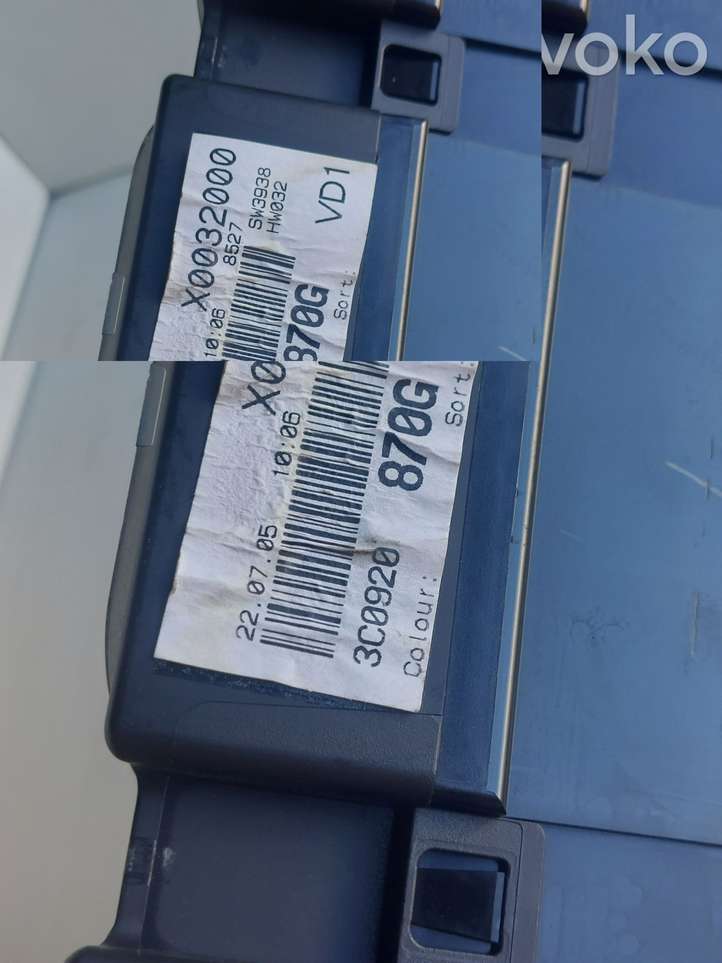 voko
X0032000
8527
SW3938
HW032
VD1
10:06
870G
Sort:
X0
22.07.05 10:06
3C0920 870G
Colour: Sort: